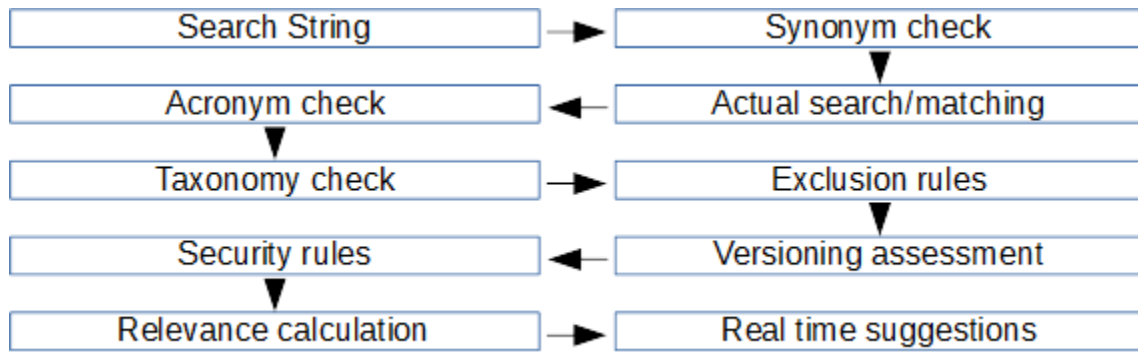 Search String
Synonym check
Acronym check
Actual search/matching
Taxonomy check
Exclusion rules
Security rules
Versioning assessment
Relevance calculation
Real time suggestions